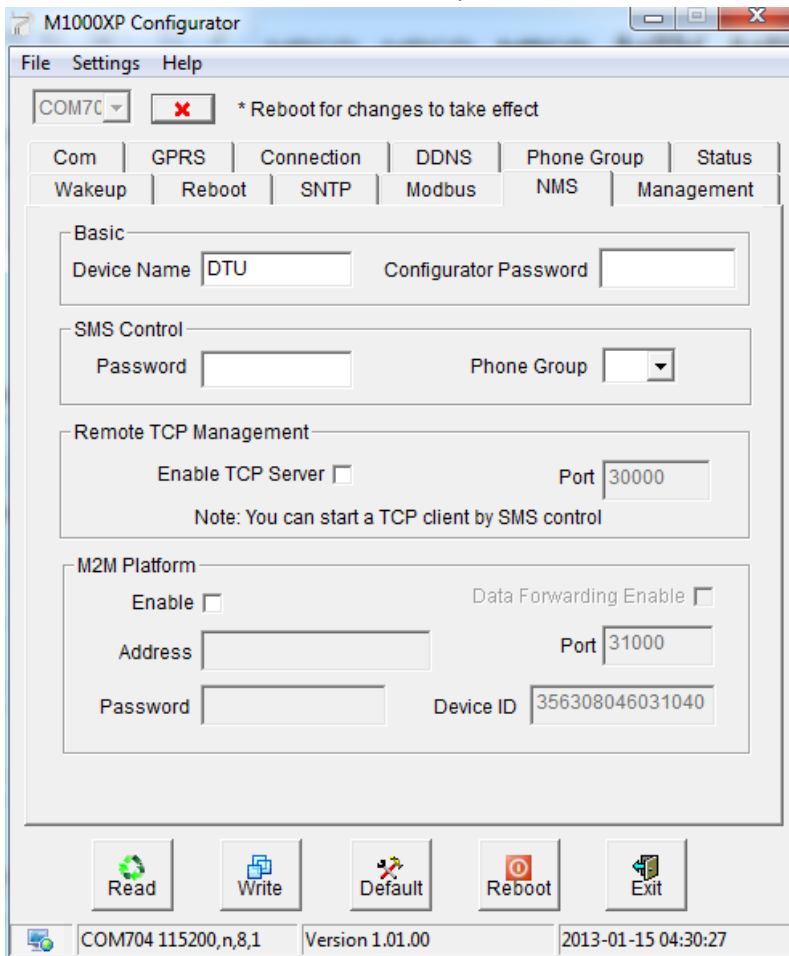 M1000XP Configurator
File Settings Help
COM70 * Reboot for changes to take effect
Com GPRS Connection DDNS Phone Group Status
Wakeup Reboot SNTP Modbus NMS Management
Basic
Device Name DTU Configurator Password
SMS Control
Password Phone Group
Remote TCP Management
Enable TCP Server Port 30000
Note: You can start a TCP client by SMS control
M2M Platform
Enable Data Forwarding Enable
Address Port 31000
Password Device ID 356308046031040
Read Write Default Reboot Exit
COM704 115200,n,8,1 Version 1.01.00 2013-01-15 04:30:27